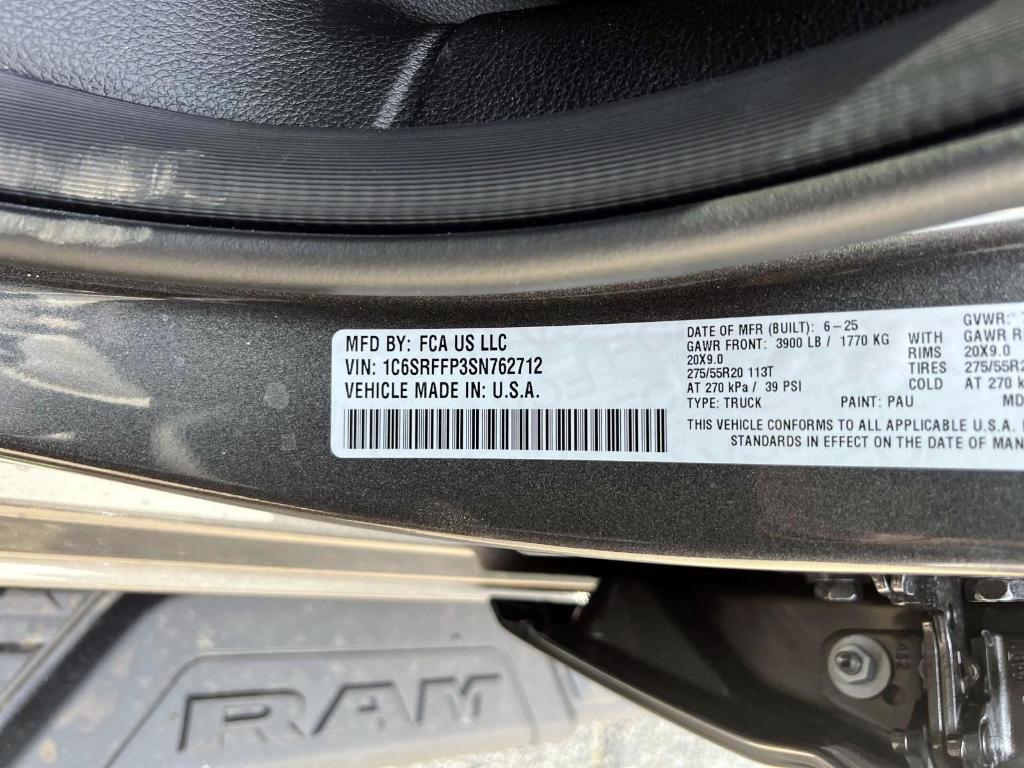 MFD BY: FCA US LLC
VIN: 1C6SRFFP3SN762712
VEHICLE MADE IN: U.S.A.
DATE OF MFR (BUILT): 6-25
GAWR FRONT: 3900 LB / 1770 KG WITH
20X9.0 RIMS
275/55R20 113T TIRES
AT 270 kPa / 39 PSI COLD
TYPE: TRUCK PAINT: PAU
GVWR:
GAWR R
20X9.0
275/55R2
AT 270
MD
THIS VEHICLE CONFORMS TO ALL APPLICABLE U.S.A.
STANDARDS IN EFFECT ON THE DATE OF MAN
RAM